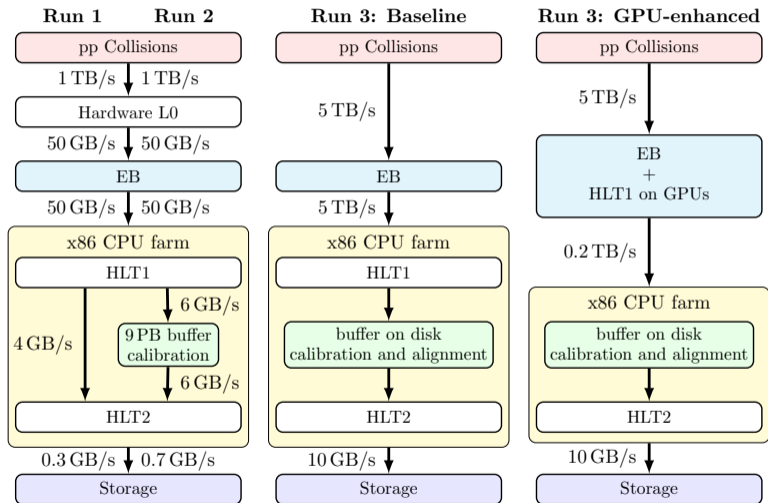 Run 1 Run 2
pp Collisions
1 TB/s 1 TB/s
Hardware L0
50 GB/s 50 GB/s
EB
50 GB/s 50 GB/s
x86 CPU farm
HLT1
6 GB/s
4 GB/s
9 PB buffer
calibration
6 GB/s
HLT2
0.3 GB/s 0.7 GB/s
Storage
Run 3: Baseline
pp Collisions
5 TB/s
EB
5 TB/s
x86 CPU farm
HLT1
buffer on disk
calibration and alignment
HLT2
10 GB/s
Storage
Run 3: GPU-enhanced
pp Collisions
5 TB/s
EB
+
HLT1 on GPUs
0.2 TB/s
x86 CPU farm
buffer on disk
calibration and alignment
HLT2
10 GB/s
Storage